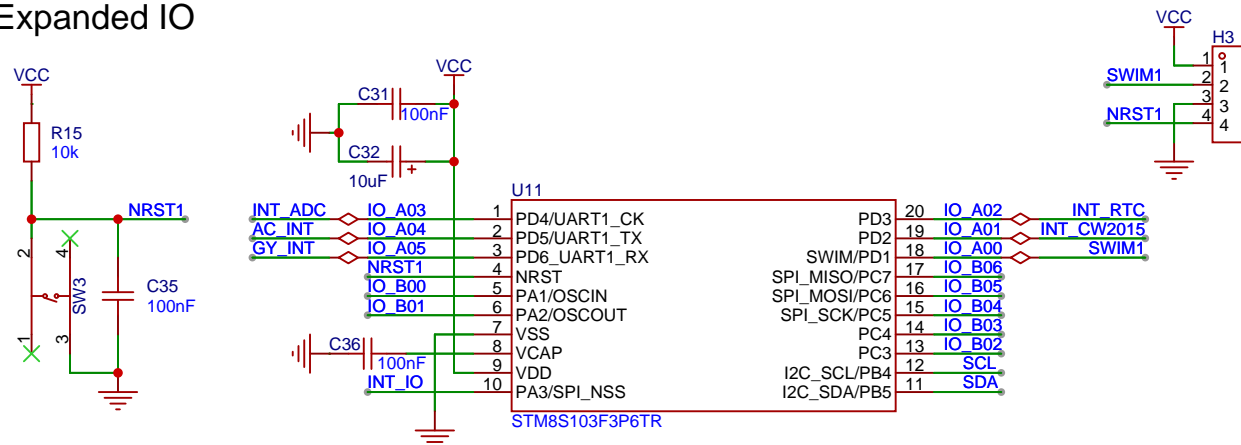 Expanded IO
VCC
R15
10k
NRST1
2
4
SW3
1
3
C35
100nF
VCC
C31
100nF
C32
10uF
+
U11
INT_ADC IO_A03 1 PD4/UART1_CK
AC_INT IO_A04 2 PD5/UART1_TX
GY_INT IO_A05 3 PD6_UART1_RX
NRST1 4 NRST
IO_B00 5 PA1/OSCIN
IO_B01 6 PA2/OSCOUT
7 VSS
C36 100nF 8 VCAP
9 VDD
INT_IO 10 PA3/SPI_NSS
PD3 20 IO_A02 INT_RTC
PD2 19 IO_A01 INT_CW2015
SWIM/PD1 18 IO_A00 SWIM1
SPI_MISO/PC7 17 IO_B06
SPI_MOSI/PC6 16 IO_B05
SPI_SCK/PC5 15 IO_B04
PC4 14 IO_B03
PC3 13 IO_B02
I2C_SCL/PB4 12 SCL
I2C_SDA/PB5 11 SDA
STM8S103F3P6TR
VCC
H3
1 1
SWIM1 2 2
3 3
NRST1 4 4